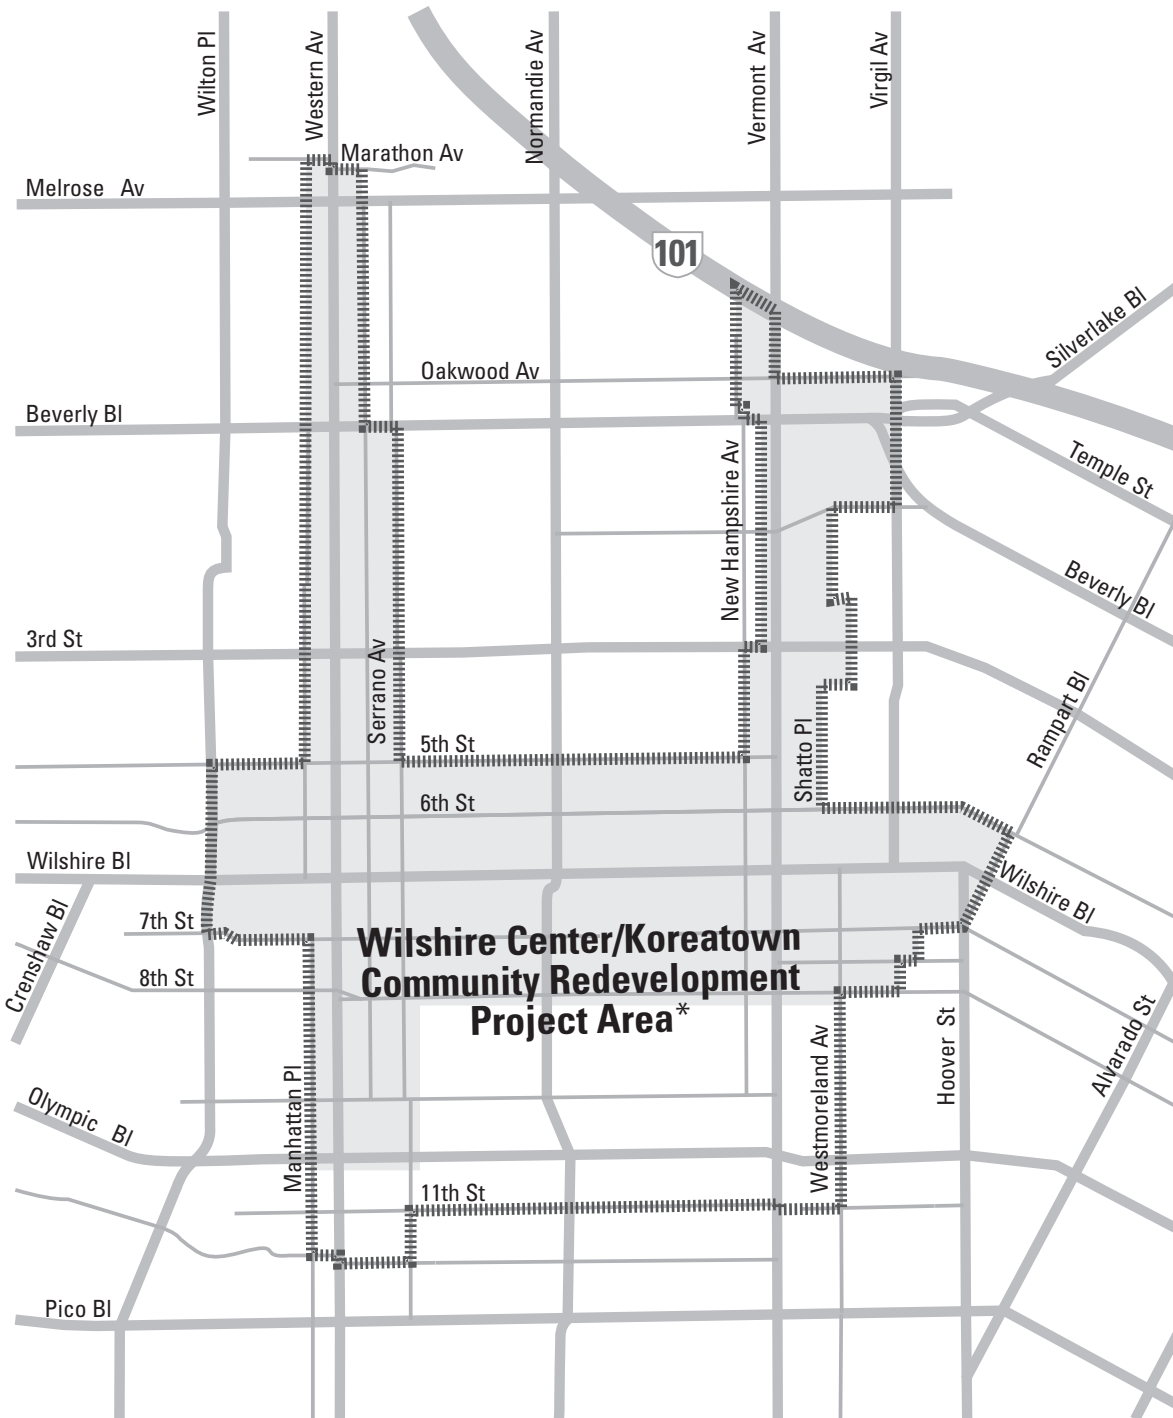 Wilton Pl
Western Av
Normandie Av
Vermont Av
Virgil Av
Marathon Av
Melrose Av
101
Silverlake Bl
Oakwood Av
Beverly Bl
New Hampshire Av
Temple St
Beverly Bl
3rd St
Serrano Av
Rampart Bl
5th St
Shatto Pl
6th St
Wilshire Bl
Wilshire Bl
Crenshaw Bl
7th St
Wilshire Center/Koreatown
Community Redevelopment
Project Area*
8th St
Alvarado St
Hoover St
Westmoreland Av
Manhattan Pl
Olympic Bl
11th St
Pico Bl